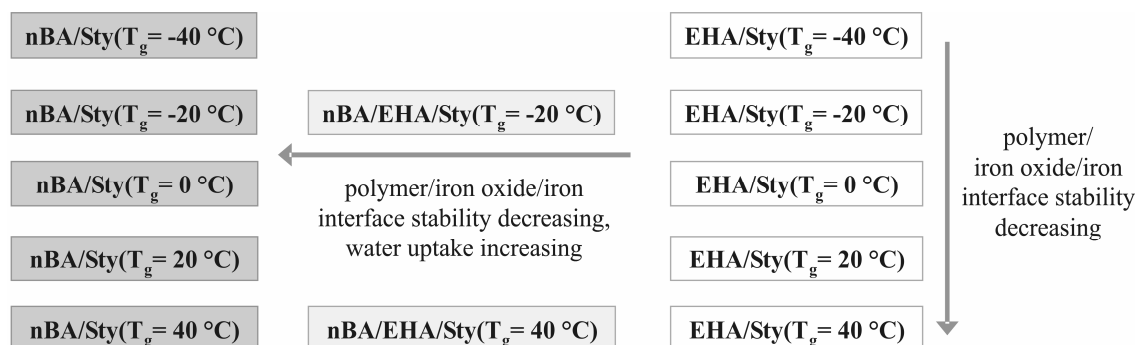 nBA/Sty(Tg= -40 °C)
EHA/Sty(Tg= -40 °C)
nBA/Sty(Tg= -20 °C)
nBA/EHA/Sty(Tg= -20 °C)
EHA/Sty(Tg= -20 °C)
nBA/Sty(Tg= 0 °C)
EHA/Sty(Tg= 0 °C)
nBA/Sty(Tg= 20 °C)
EHA/Sty(Tg= 20 °C)
nBA/Sty(Tg= 40 °C)
nBA/EHA/Sty(Tg= 40 °C)
EHA/Sty(Tg= 40 °C)
polymer/iron oxide/iron
interface stability decreasing,
water uptake increasing
polymer/
iron oxide/iron
interface stability
decreasing